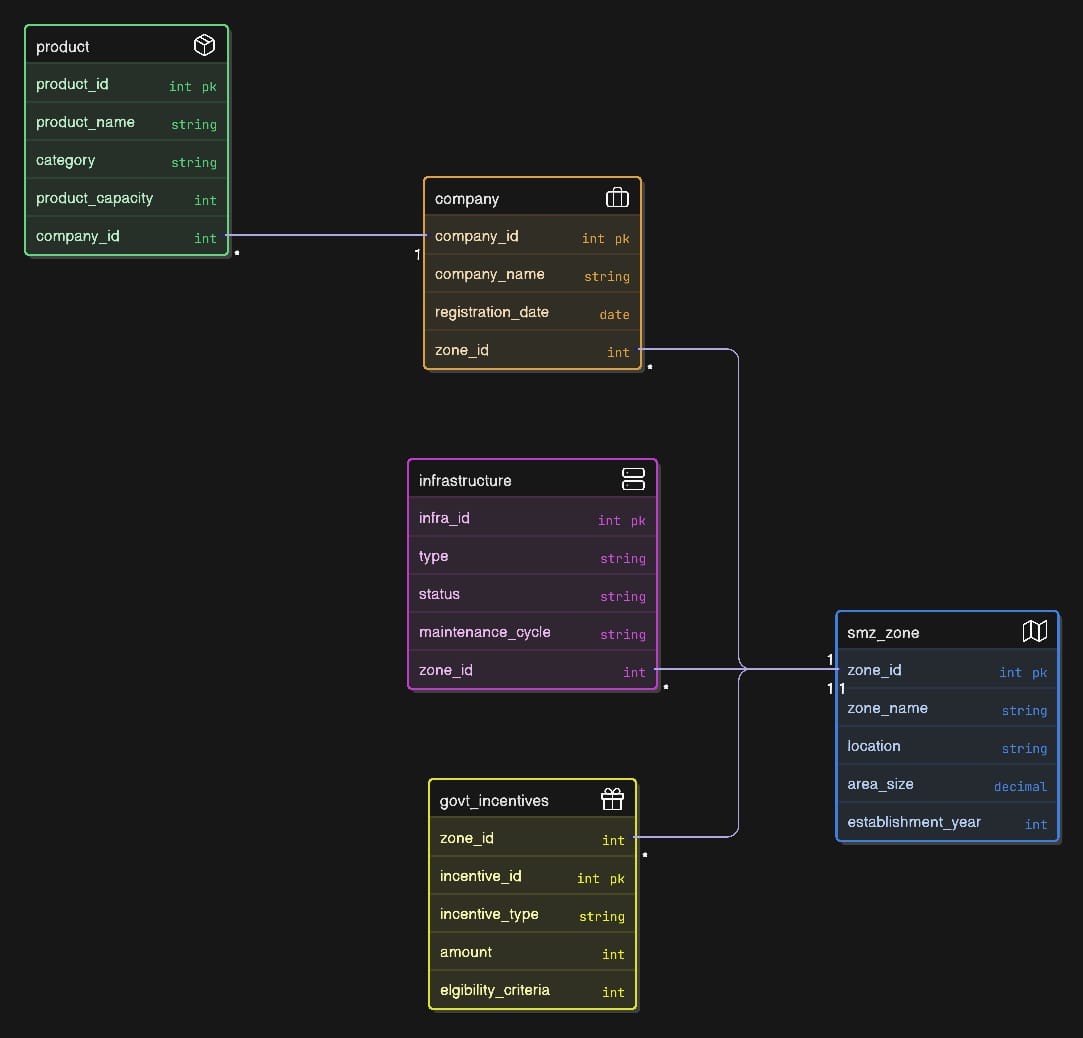 product
product_id int pk
product_name string
category string
product_capacity int
company_id int
*
1
company
company_id int pk
company_name string
registration_date date
zone_id int
*
infrastructure
infra_id int pk
type string
status string
maintenance_cycle string
zone_id int
*
govt_incentives
zone_id int
*
incentive_id int pk
incentive_type string
amount int
elgibility_criteria int
1
1 1
smz_zone
zone_id int pk
zone_name string
location string
area_size decimal
establishment_year int